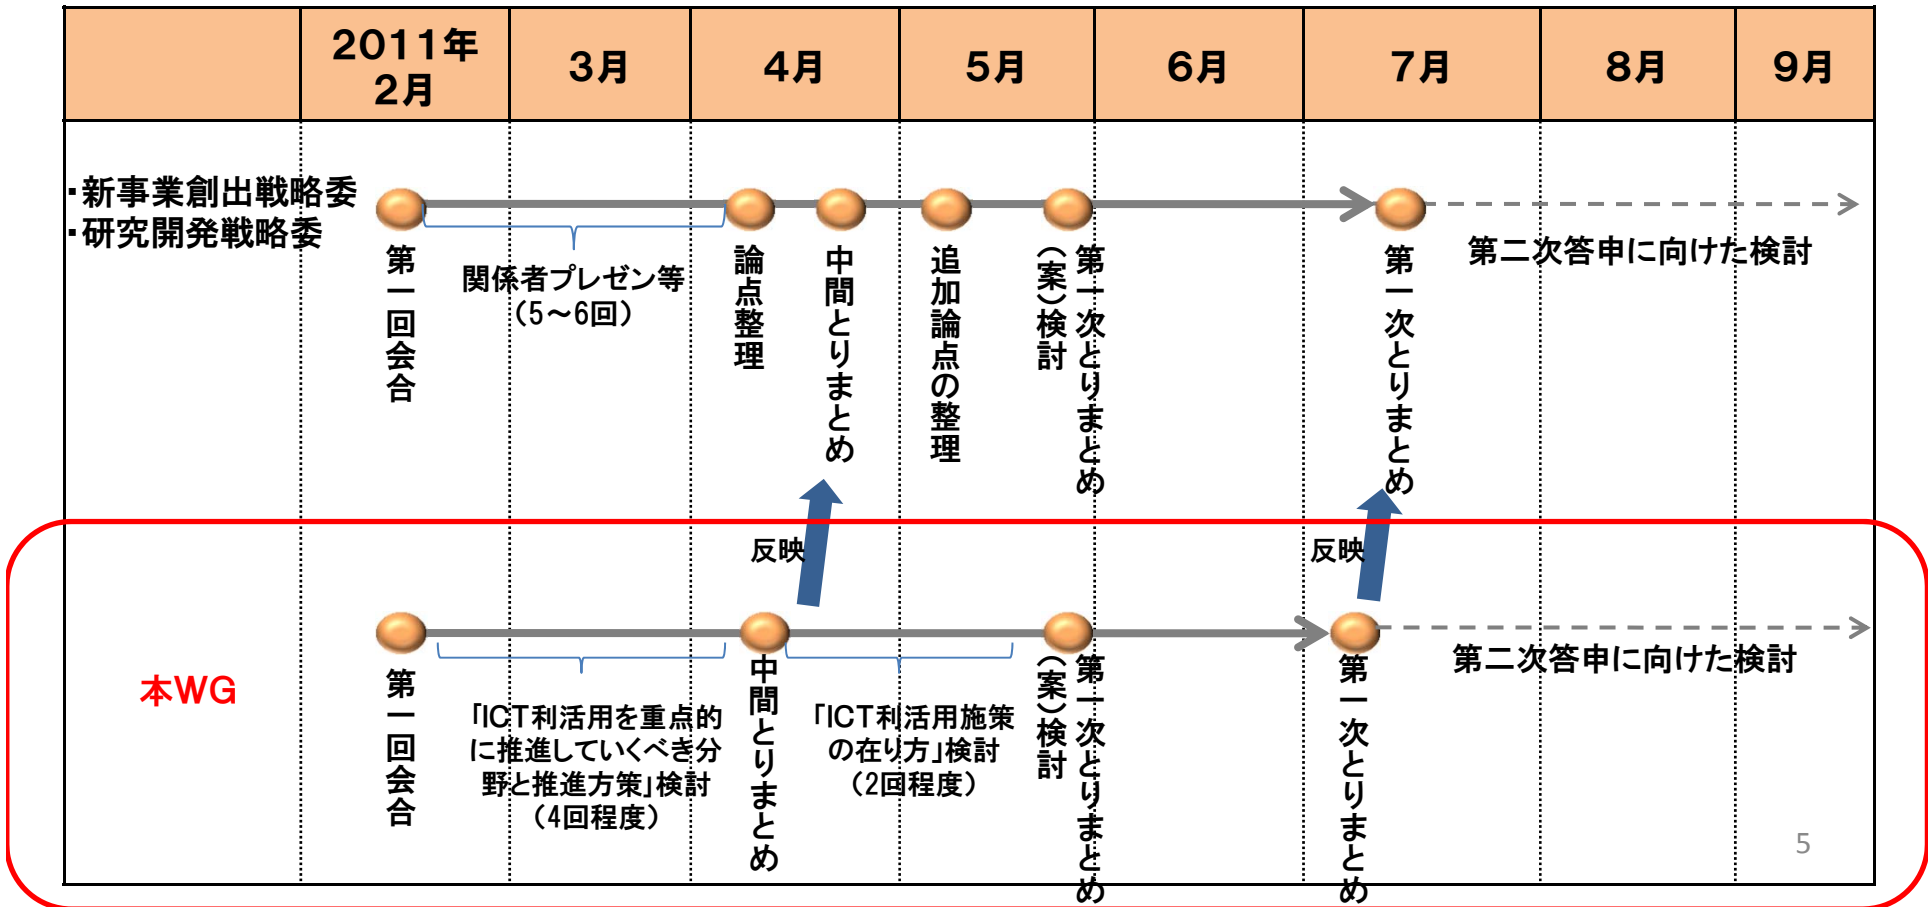 2011年
2月
3月
4月
5月
6月
7月
8月
9月
・新事業創出戦略委
・研究開発戦略委
第一回会合
関係者プレゼン等
（5～6回）
論点整理
中間とりまとめ
追加論点の整理
第一次とりまとめ
（案）検討
第一次とりまとめ
第二次答申に向けた検討
反映
反映
本WG
第一回会合
「ICT利活用を重点的
に推進していくべき分
野と推進方策」検討
（4回程度）
中間とりまとめ
「ICT利活用施策
の在り方」検討
（2回程度）
第一次とりまとめ
（案）検討
第一次とりまとめ
第二次答申に向けた検討
5